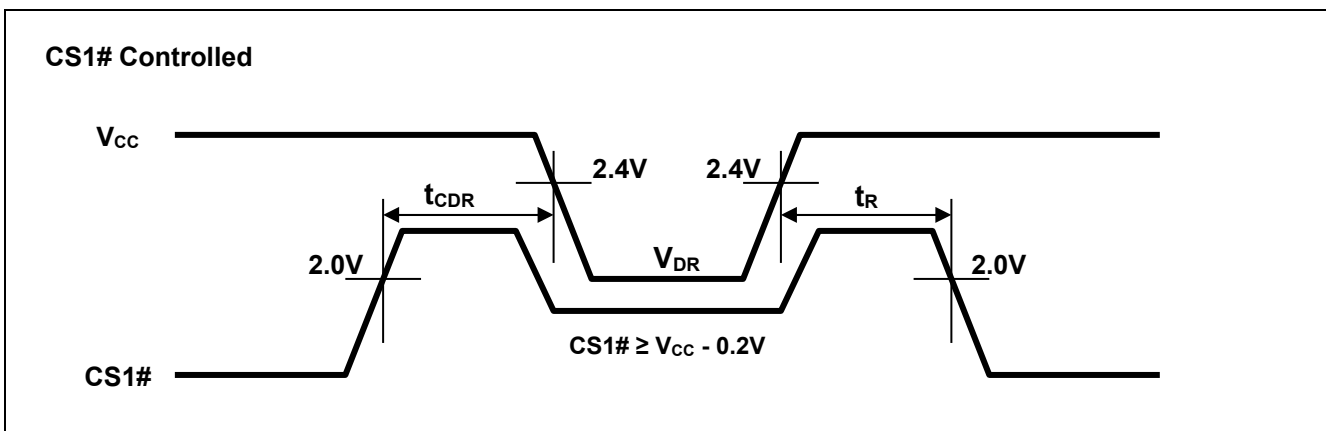 CS1# Controlled
VCC
2.4V 2.4V
tCDR tR
2.0V VDR 2.0V
CS1# ≥ VCC - 0.2V
CS1#